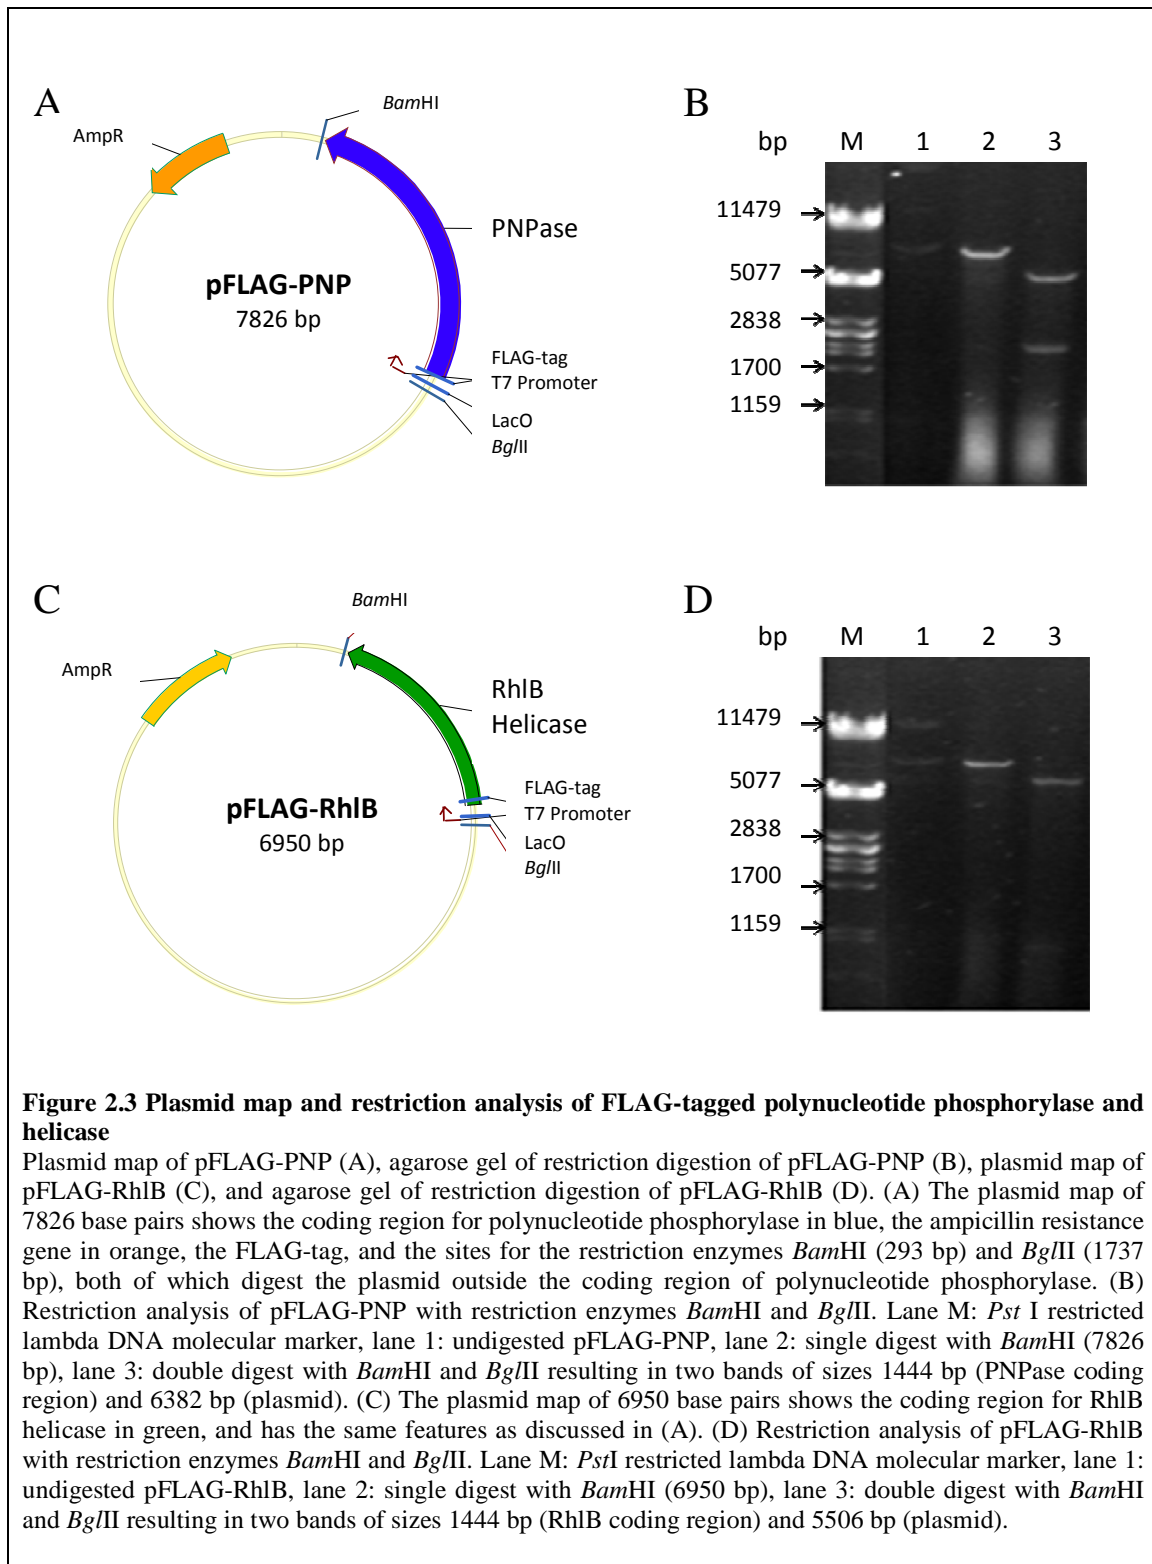 A
BamHI
AmpR
PNPase
pFLAG-PNP
7826 bp
FLAG-tag
T7 Promoter
LacO
BglII
B
bp M 1 2 3
11479
5077
2838
1700
1159
C
BamHI
AmpR
RhlB
Helicase
pFLAG-RhlB
6950 bp
FLAG-tag
T7 Promoter
LacO
BglII
D
bp M 1 2 3
11479
5077
2838
1700
1159
Figure 2.3 Plasmid map and restriction analysis of FLAG-tagged polynucleotide phosphorylase and
helicase
Plasmid map of pFLAG-PNP (A), agarose gel of restriction digestion of pFLAG-PNP (B), plasmid map of
pFLAG-RhlB (C), and agarose gel of restriction digestion of pFLAG-RhlB (D). (A) The plasmid map of
7826 base pairs shows the coding region for polynucleotide phosphorylase in blue, the ampicillin resistance
gene in orange, the FLAG-tag, and the sites for the restriction enzymes BamHI (293 bp) and BglII (1737
bp), both of which digest the plasmid outside the coding region of polynucleotide phosphorylase. (B)
Restriction analysis of pFLAG-PNP with restriction enzymes BamHI and BglII. Lane M: Pst I restricted
lambda DNA molecular marker, lane 1: undigested pFLAG-PNP, lane 2: single digest with BamHI (7826
bp), lane 3: double digest with BamHI and BglII resulting in two bands of sizes 1444 bp (PNPase coding
region) and 6382 bp (plasmid). (C) The plasmid map of 6950 base pairs shows the coding region for RhlB
helicase in green, and has the same features as discussed in (A). (D) Restriction analysis of pFLAG-RhlB
with restriction enzymes BamHI and BglII. Lane M: PstI restricted lambda DNA molecular marker, lane 1:
undigested pFLAG-RhlB, lane 2: single digest with BamHI (6950 bp), lane 3: double digest with BamHI
and BglII resulting in two bands of sizes 1444 bp (RhlB coding region) and 5506 bp (plasmid).